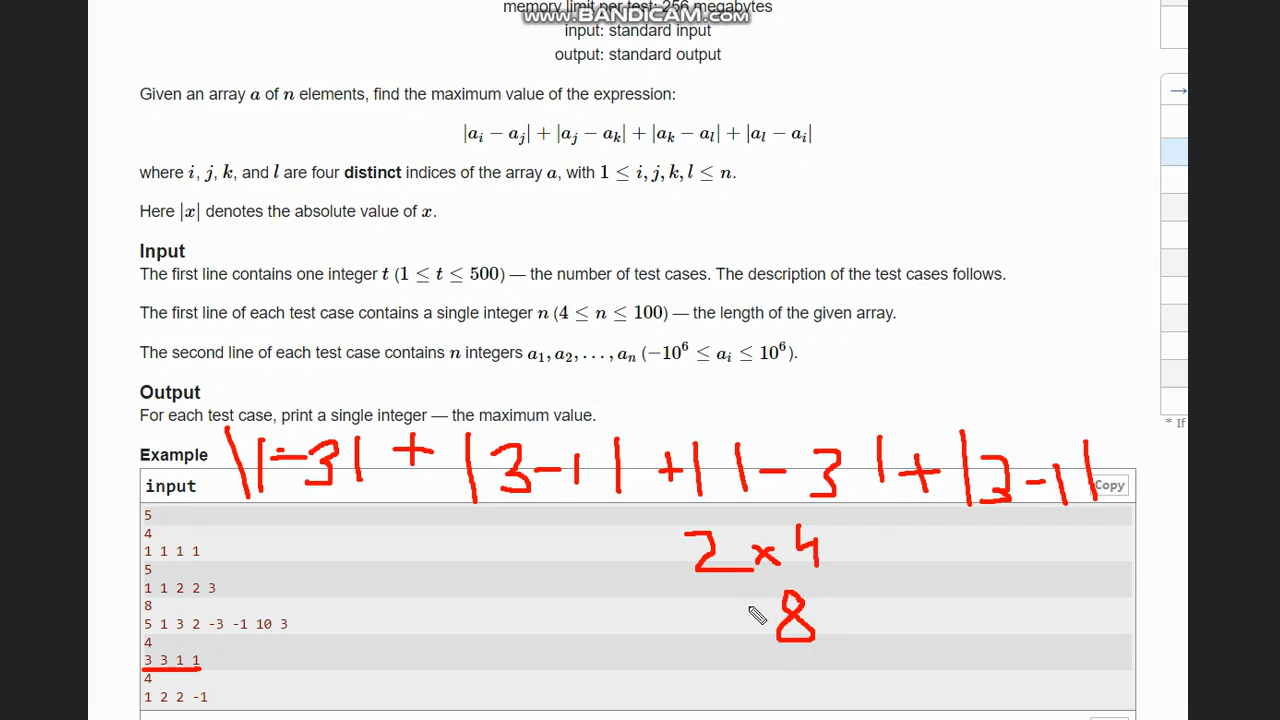 memory limit per test: 256 megabytes
www.BANDICAM.com
input: standard input
output: standard output
Given an array a of n elements, find the maximum value of the expression:
|a_i − a_j| + |a_j − a_k| + |a_k − a_l| + |a_l − a_i|
where i, j, k, and l are four distinct indices of the array a, with 1 ≤ i, j, k, l ≤ n.
Here |x| denotes the absolute value of x.
Input
The first line contains one integer t (1 ≤ t ≤ 500) — the number of test cases. The description of the test cases follows.
The first line of each test case contains a single integer n (4 ≤ n ≤ 100) — the length of the given array.
The second line of each test case contains n integers a_1, a_2, …, a_n (−10^6 ≤ a_i ≤ 10^6).
Output
For each test case, print a single integer — the maximum value.
Example
|1-3| + |3-1| + |1-3| + |3-1|
input
Copy
5
4
1 1 1 1
5
1 1 2 2 3
8
5 1 3 2 -3 -1 10 3
4
3 3 1 1
4
1 2 2 -1
2 x 4
8
→
* If